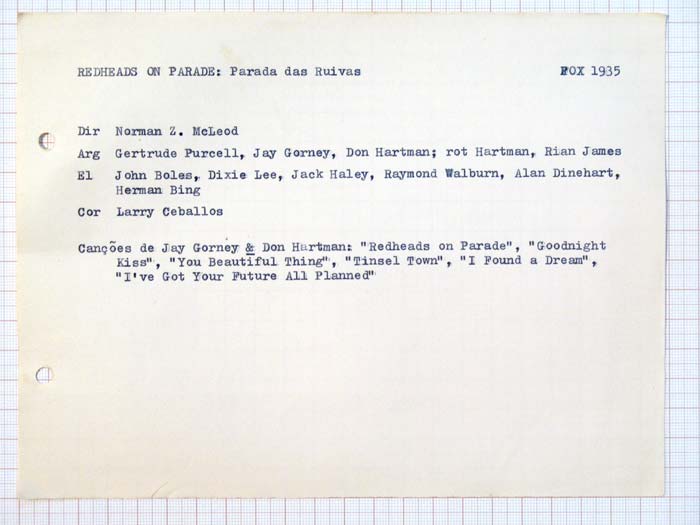 REDHEADS ON PARADE: Parada das Ruivas FOX 1935
Dir Norman Z. McLeod
Arg Gertrude Purcell, Jay Gorney, Don Hartman; rot Hartman, Rian James
El John Boles, Dixie Lee, Jack Haley, Raymond Walburn, Alan Dinehart,
Herman Bing
Cor Larry Ceballos
Canções de Jay Gorney & Don Hartman: "Redheads on Parade", "Goodnight
Kiss", "You Beautiful Thing", "Tinsel Town", "I Found a Dream",
"I've Got Your Future All Planned"